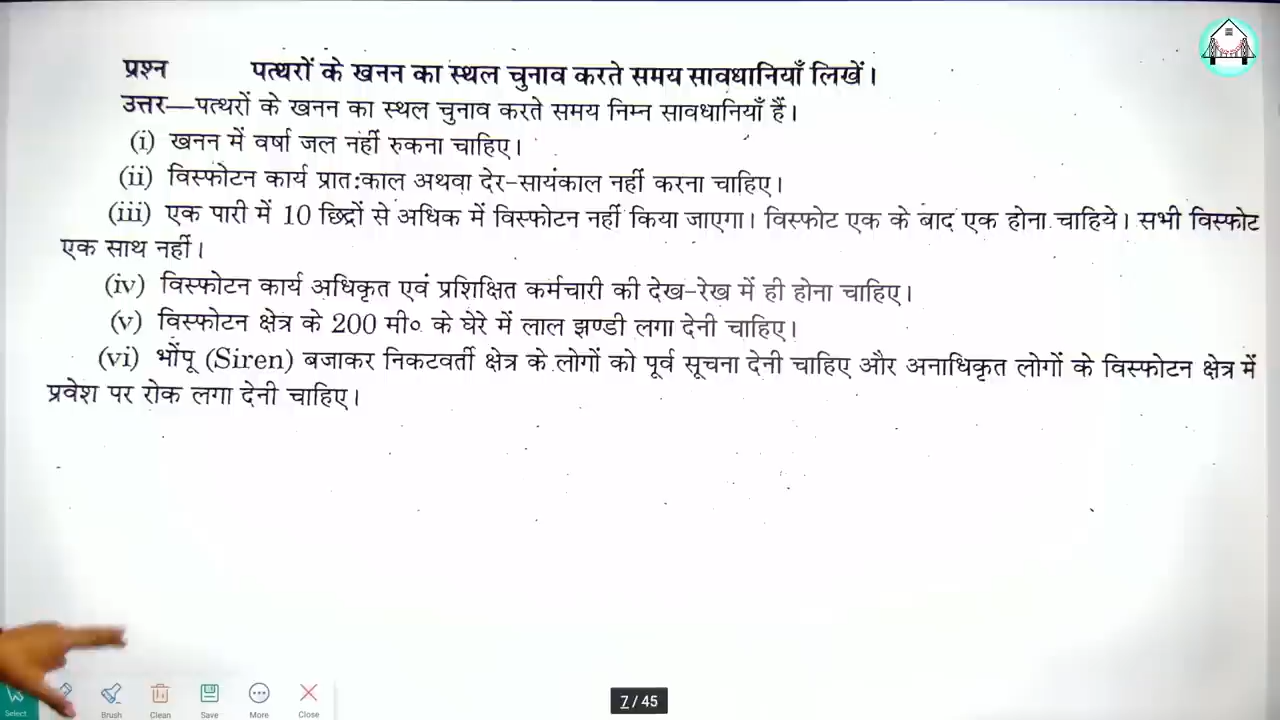 प्रश्न पत्थरों के खनन का स्थल चुनाव करते समय सावधानियाँ लिखें।
उत्तर—पत्थरों के खनन का स्थल चुनाव करते समय निम्न सावधानियाँ हैं।
(i) खनन में वर्षा जल नहीं रुकना चाहिए।
(ii) विस्फोटन कार्य प्रात:काल अथवा देर-सायंकाल नहीं करना चाहिए।
(iii) एक पारी में 10 छिद्रों से अधिक में विस्फोटन नहीं किया जाएगा। विस्फोट एक के बाद एक होना चाहिये। सभी विस्फोट
एक साथ नहीं।
(iv) विस्फोटन कार्य अधिकृत एवं प्रशिक्षित कर्मचारी की देख-रेख में ही होना चाहिए।
(v) विस्फोटन क्षेत्र के 200 मी० के घेरे में लाल झण्डी लगा देनी चाहिए।
(vi) भोंपू (Siren) बजाकर निकटवर्ती क्षेत्र के लोगों को पूर्व सूचना देनी चाहिए और अनाधिकृत लोगों के विस्फोटन क्षेत्र में
प्रवेश पर रोक लगा देनी चाहिए।
Select Brush Clean Save More Close
7 / 45